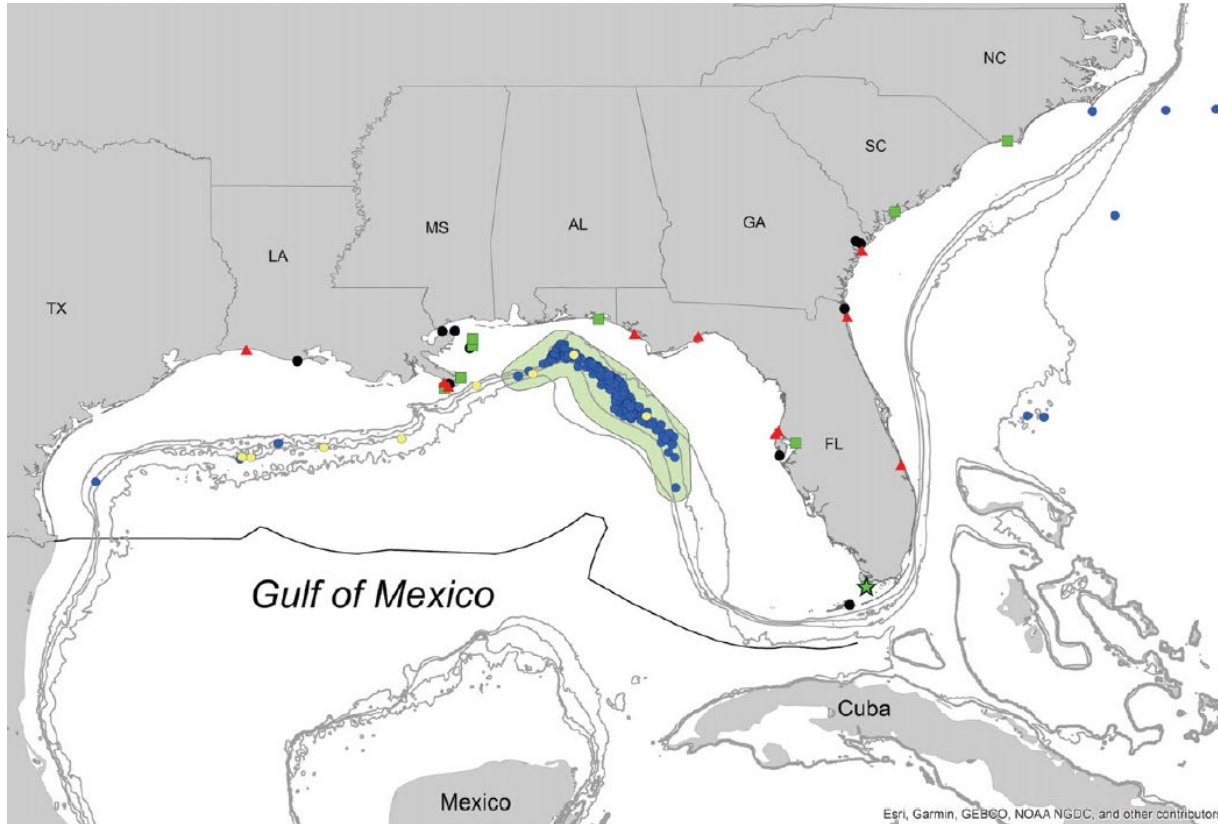 NC
SC
MS
AL
GA
LA
TX
FL
Gulf of Mexico
Cuba
Mexico
Esri, Garmin, GEBCO, NOAA NGDC, and other contributors